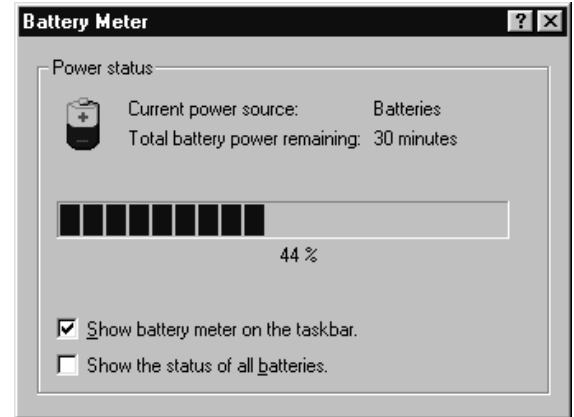 Battery Meter
Power status
Current power source: Batteries
Total battery power remaining: 30 minutes
44 %
Show battery meter on the taskbar.
Show the status of all batteries.